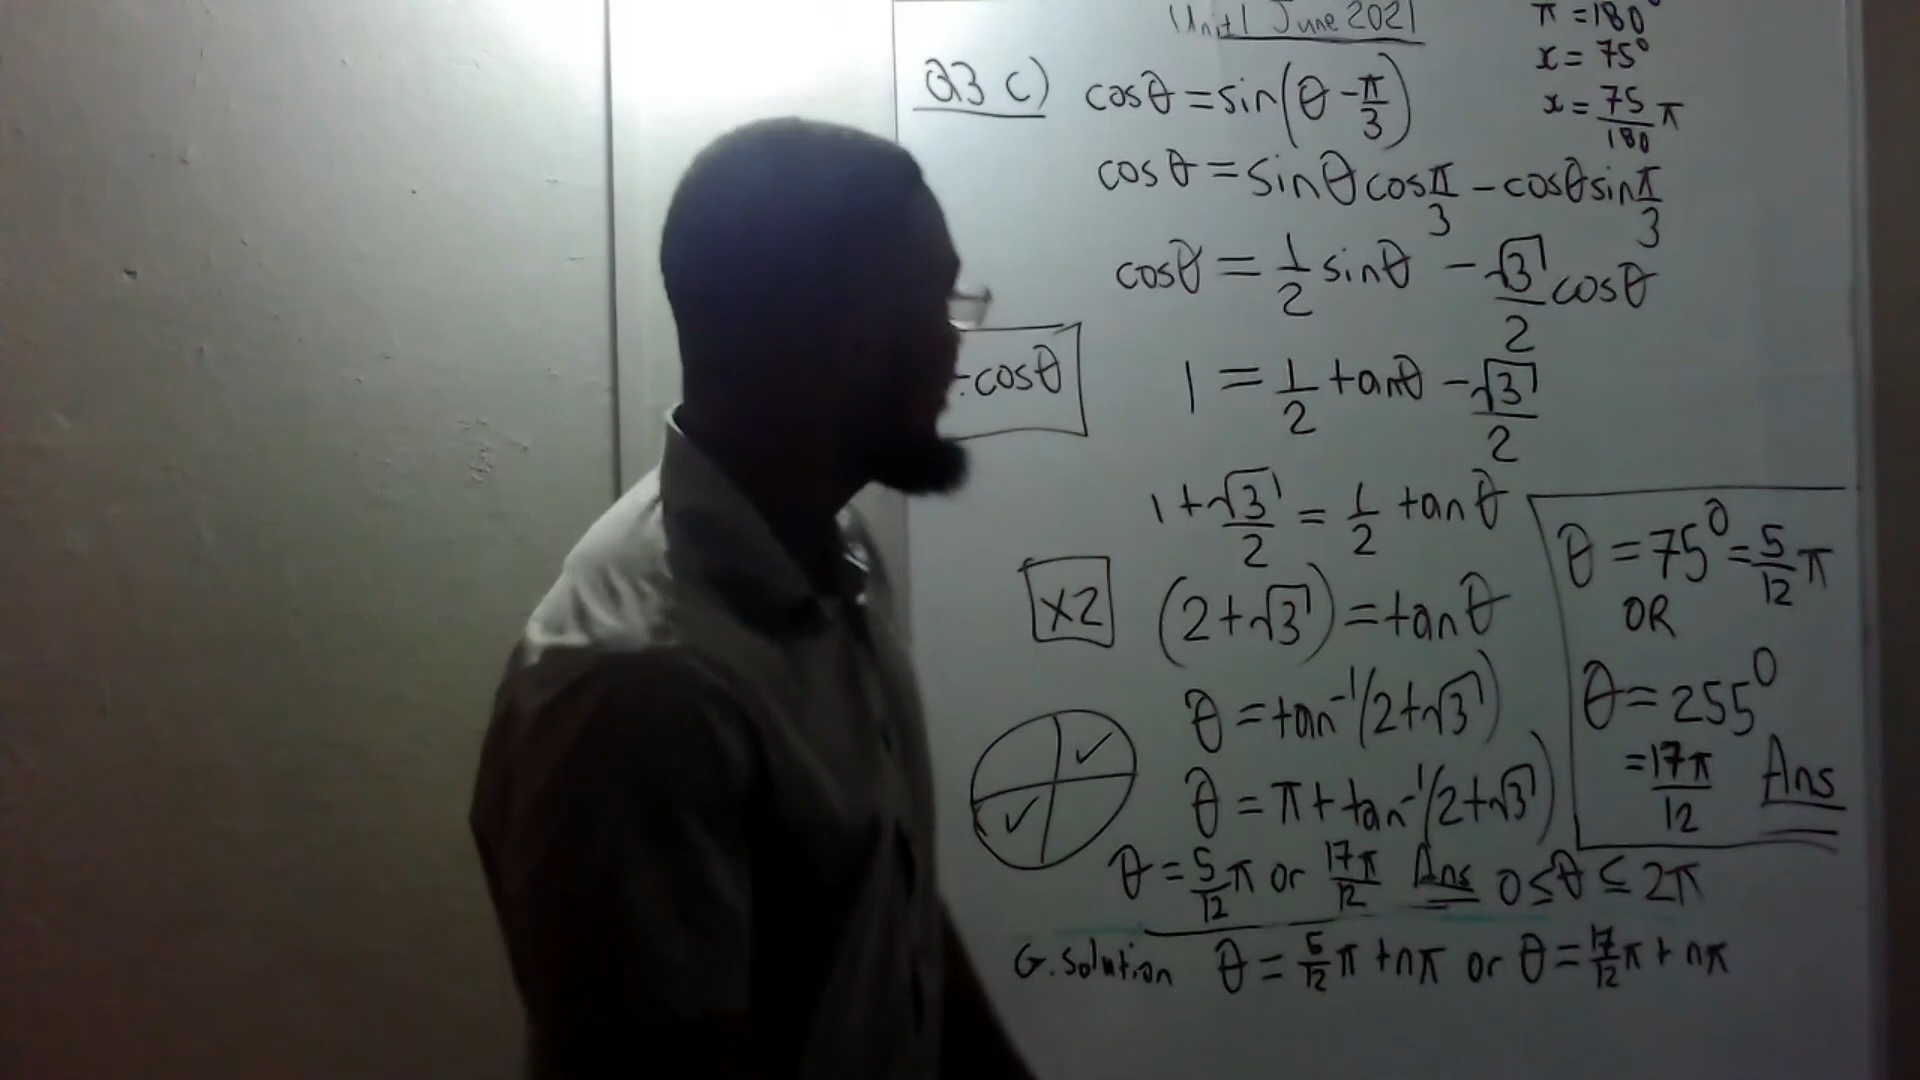 Unit 1 June 2021
Q3 c) cosθ = sin(θ - π/3)
π = 180°
x = 75°
x = 75/180 π
cosθ = sinθ cos π/3 - cosθ sin π/3
cosθ = 1/2 sinθ - √3/2 cosθ
÷cosθ
1 = 1/2 tanθ - √3/2
1 + √3/2 = 1/2 tanθ
×2 (2 + √3) = tanθ
θ = tan⁻¹(2+√3)
θ = π + tan⁻¹(2+√3)
θ = 75° = 5/12 π
OR
θ = 255°
= 17π/12 Ans
θ = 5/12 π or 17π/12 Ans 0 ≤ θ ≤ 2π
G. Solution θ = 5/12 π + nπ or θ = 17/12 π + nπ